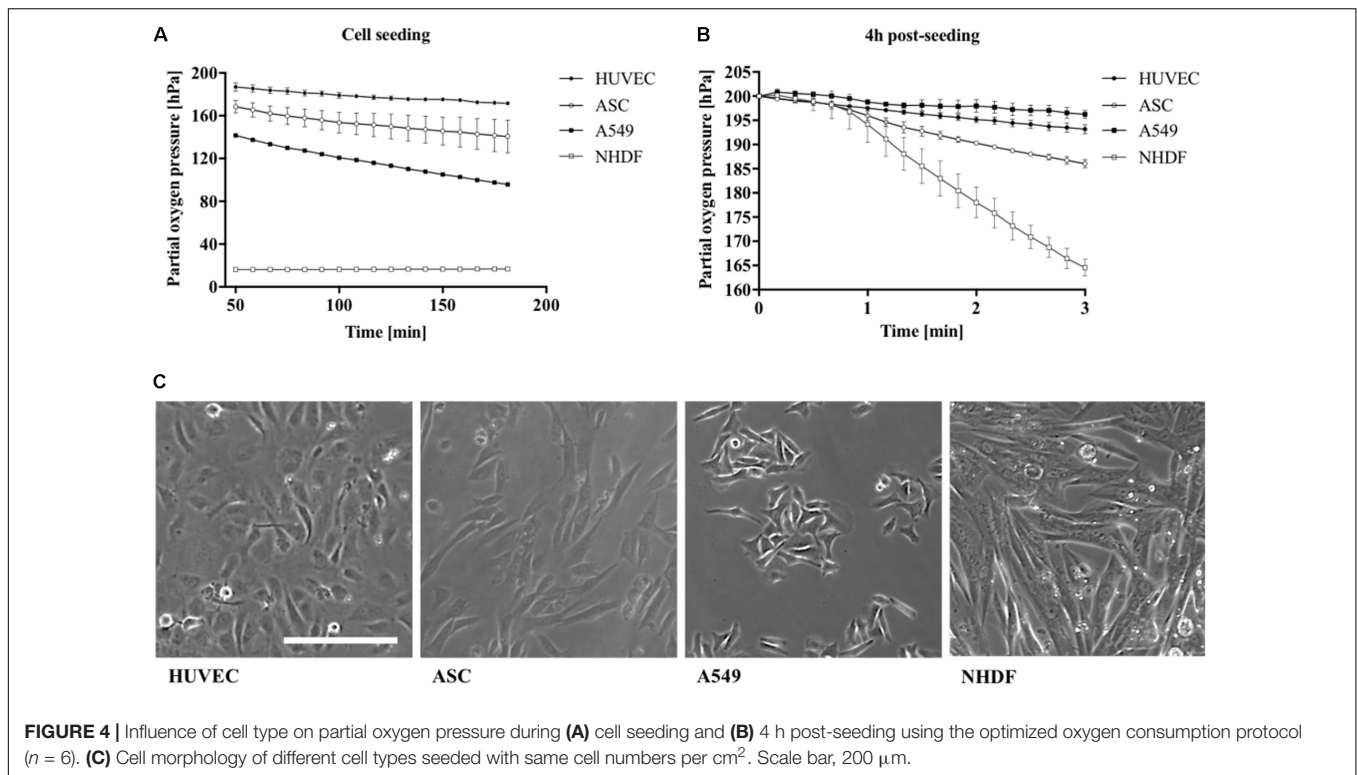 A
Cell seeding
Partial oxygen pressure [hPa]
200
160
120
80
40
0
50
100
150
200
Time [min]
HUVEC
ASC
A549
NHDF
B
4h post-seeding
Partial oxygen pressure [hPa]
205
200
195
190
185
180
175
170
165
160
0
1
2
3
Time [min]
HUVEC
ASC
A549
NHDF
C
HUVEC
ASC
A549
NHDF
FIGURE 4 | Influence of cell type on partial oxygen pressure during (A) cell seeding and (B) 4 h post-seeding using the optimized oxygen consumption protocol
(n = 6). (C) Cell morphology of different cell types seeded with same cell numbers per cm². Scale bar, 200 μm.